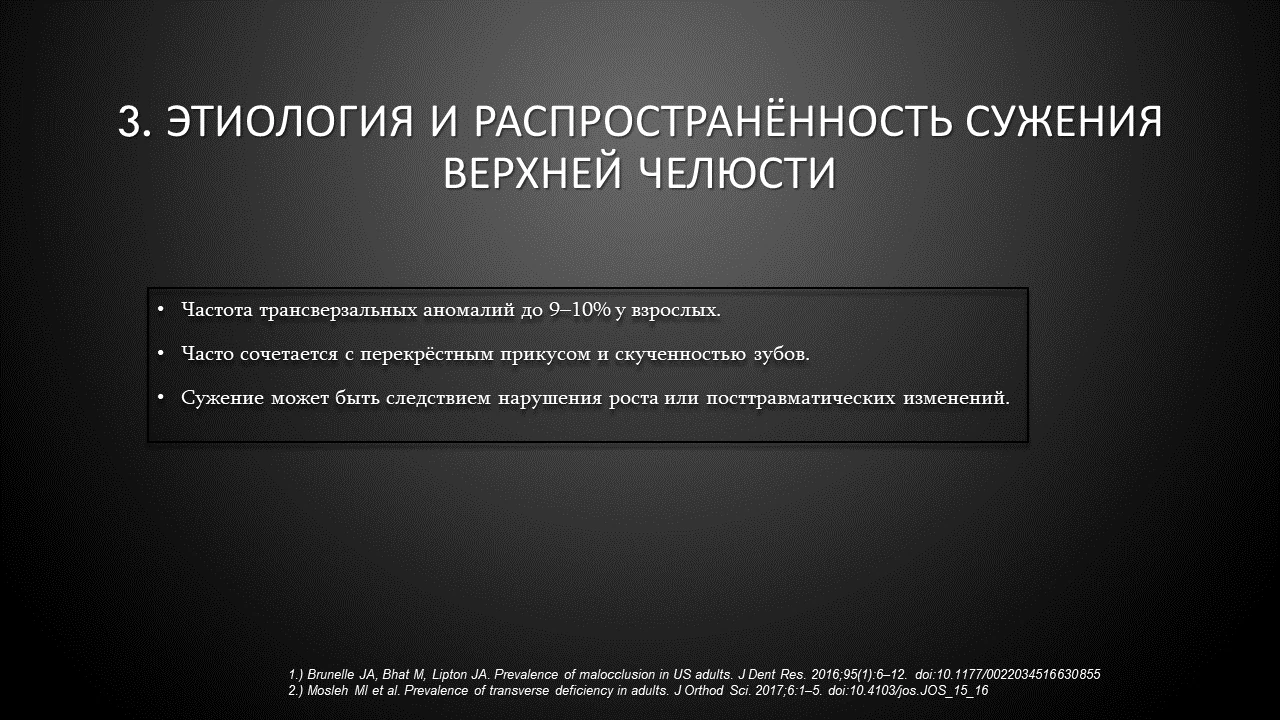 3. ЭТИОЛОГИЯ И РАСПРОСТРАНЁННОСТЬ СУЖЕНИЯ
ВЕРХНЕЙ ЧЕЛЮСТИ
• Частота трансверзальных аномалий до 9–10% у взрослых.
• Часто сочетается с перекрёстным прикусом и скученностью зубов.
• Сужение может быть следствием нарушения роста или посттравматических изменений.
1.) Brunelle JA, Bhat M, Lipton JA. Prevalence of malocclusion in US adults. J Dent Res. 2016;95(1):6–12. doi:10.1177/0022034516630855
2.) Mosleh MI et al. Prevalence of transverse deficiency in adults. J Orthod Sci. 2017;6:1–5. doi:10.4103/jos.JOS_15_16